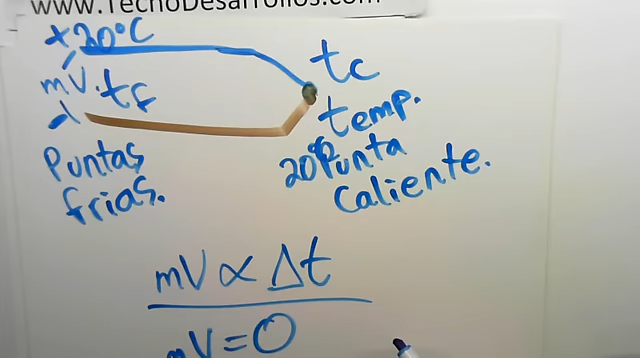 www.TechoDesarrollos.com
+20°C
mV. tf
-
Puntas
frias.
tc
temp.
20°C Punta
Caliente.
mV ∝ Δt
mV = 0